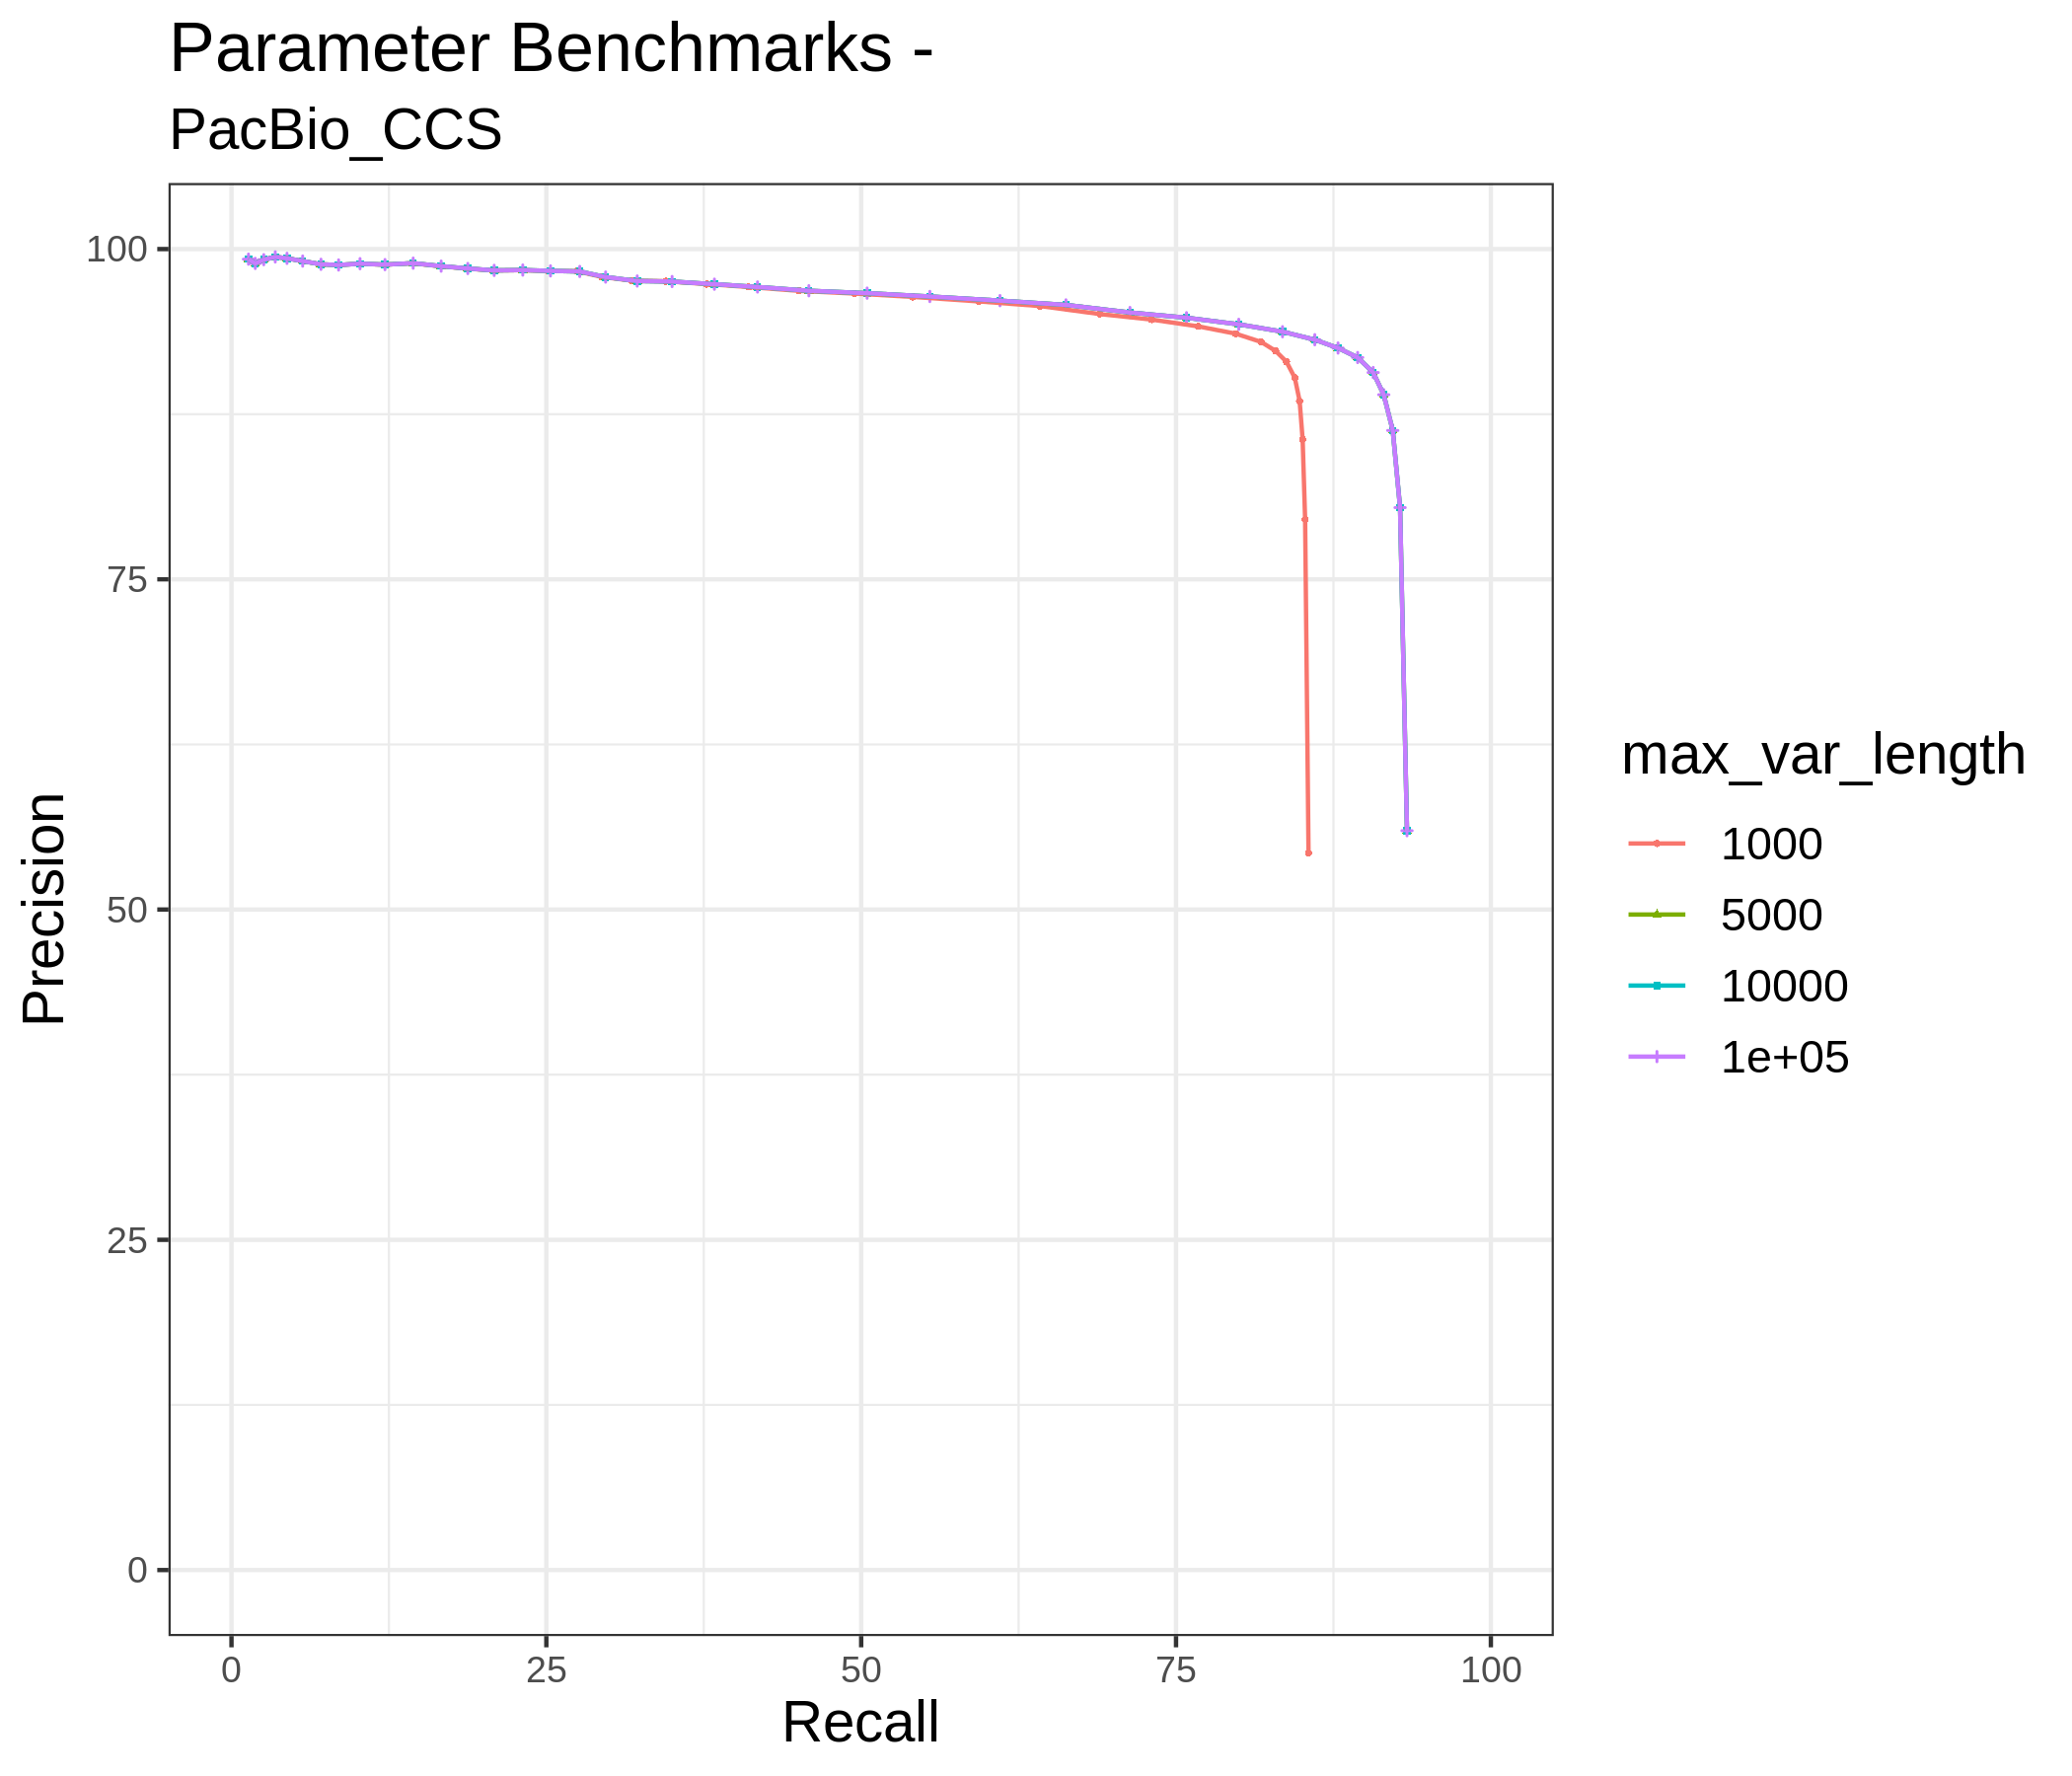 Parameter Benchmarks -
PacBio_CCS
100
75
50
25
0
Precision
0 25 50 75 100
Recall
max_var_length
1000
5000
10000
1e+05